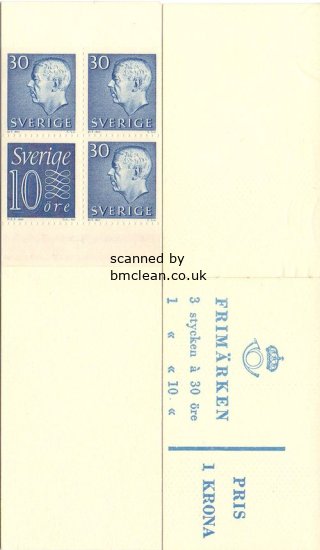 30 30
SVERIGE SVERIGE
Sverige 30
10 öre SVERIGE
scanned by
bmclean.co.uk
FRIMÄRKEN
3 stycken à 30 öre
1 « « 10 « «
PRIS
1 KRONA